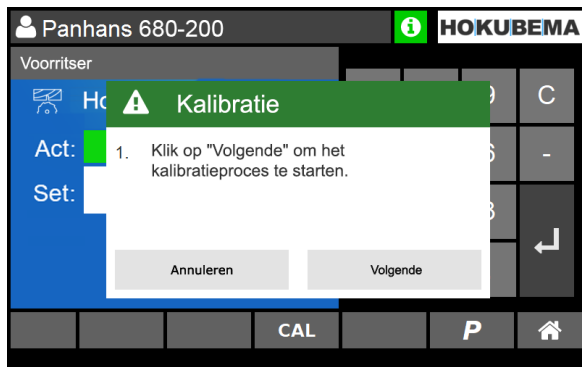 Panhans 680-200
HOKUBEMA
Voorritser
Kalibratie
C
Act:
1. Klik op "Volgende" om het
kalibratieproces te starten.
-
Set:
Annuleren
Volgende
CAL
P